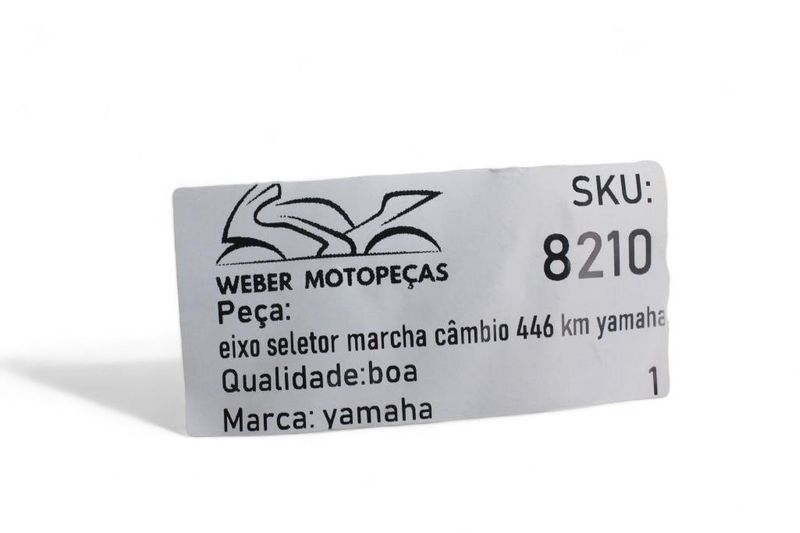 WEBER MOTOPEÇAS
SKU:
8210
Peça:
eixo seletor marcha câmbio 446 km yamaha
Qualidade:boa
Marca: yamaha
1